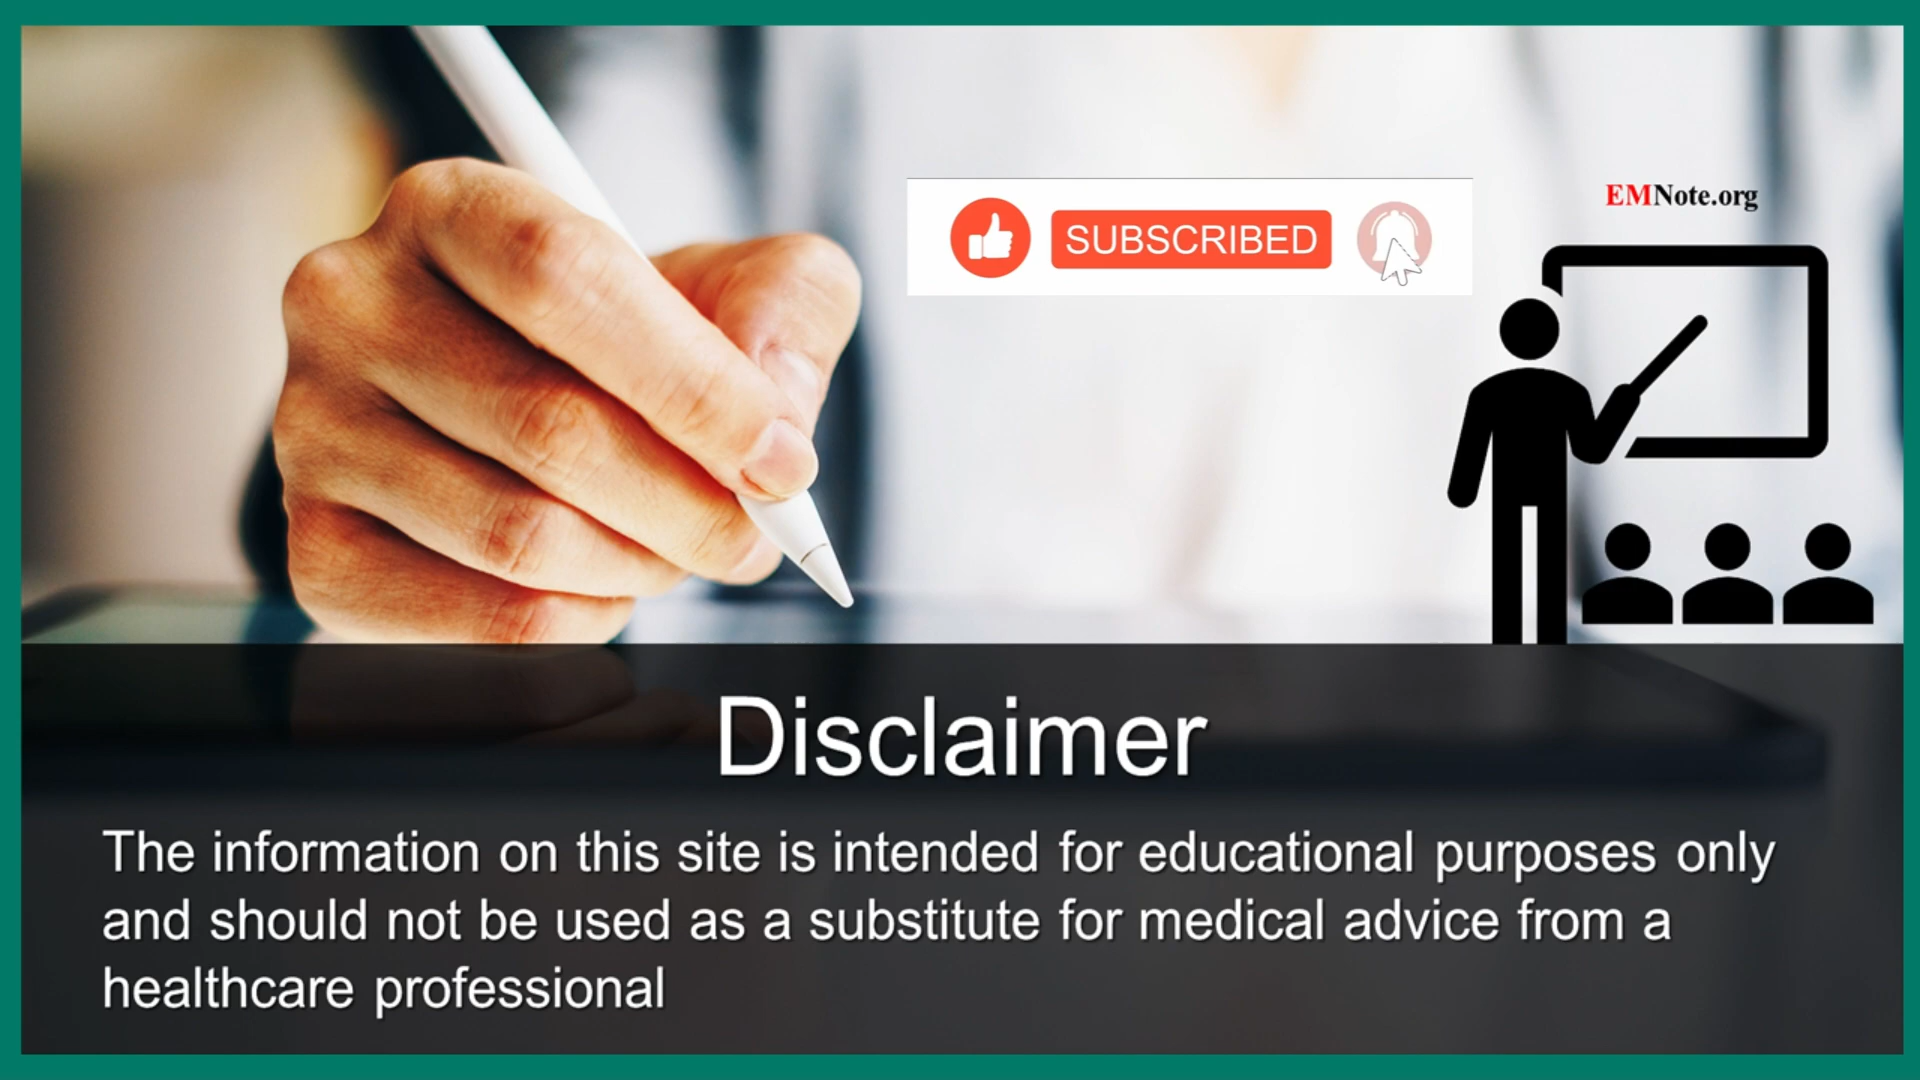 SUBSCRIBED
EMNote.org
Disclaimer
The information on this site is intended for educational purposes only
and should not be used as a substitute for medical advice from a
healthcare professional